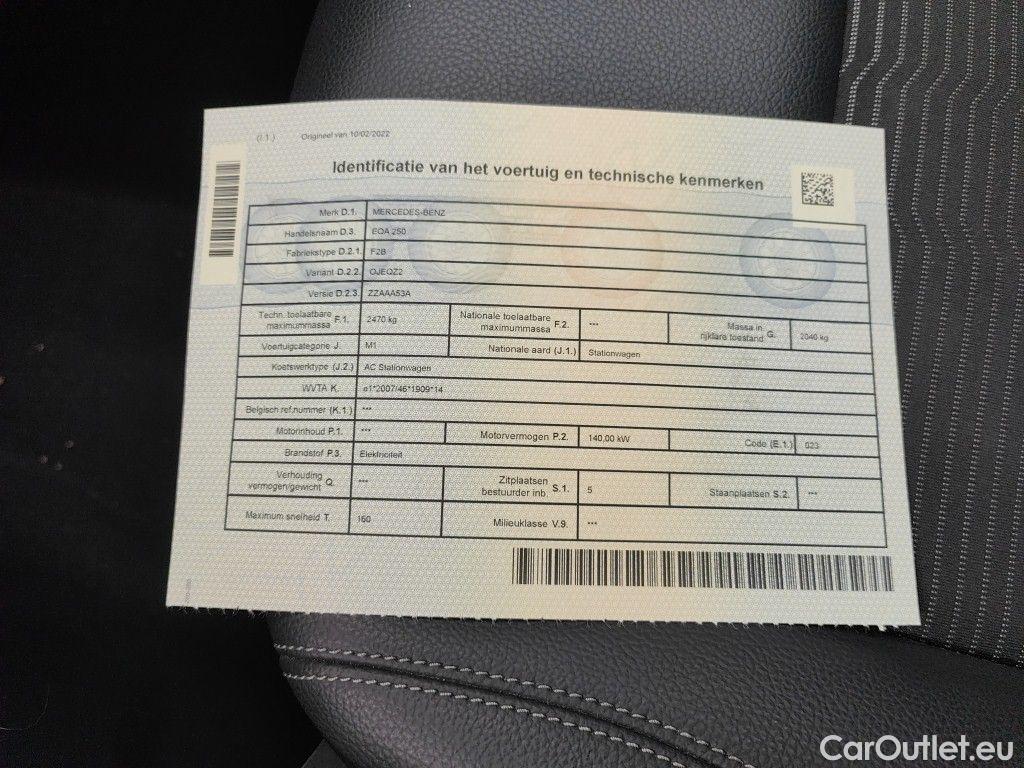 (I.1.) Origineel van 10/02/2022
Identificatie van het voertuig en technische kenmerken
Merk D.1. MERCEDES-BENZ
Handelsnaam D.3. EQA 250
Fabriekstype D.2.1. F2B
Variant D.2.2. OJEQZ2
Versie D.2.3. ZZAAA53A
Techn. toelaatbare maximummassa F.1. 2470 kg Nationale toelaatbare maximummassa F.2. --- Massa in rijklare toestand G. 2040 kg
Voertuigcategorie J. M1 Nationale aard (J.1.) Stationwagen
Koetswerktype (J.2.) AC Stationwagen
WVTA K. e1*2007/46*1909*14
Belgisch ref.nummer (K.1.) ---
Motorinhoud P.1. --- Motorvermogen P.2. 140,00 kW Code (E.1.) 023
Brandstof P.3. Elektriciteit
Verhouding vermogen/gewicht Q. --- Zitplaatsen bestuurder inb. S.1. 5 Staanplaatsen S.2. ---
Maximum snelheid T. 160 Milieuklasse V.9. ---
CarOutlet.eu